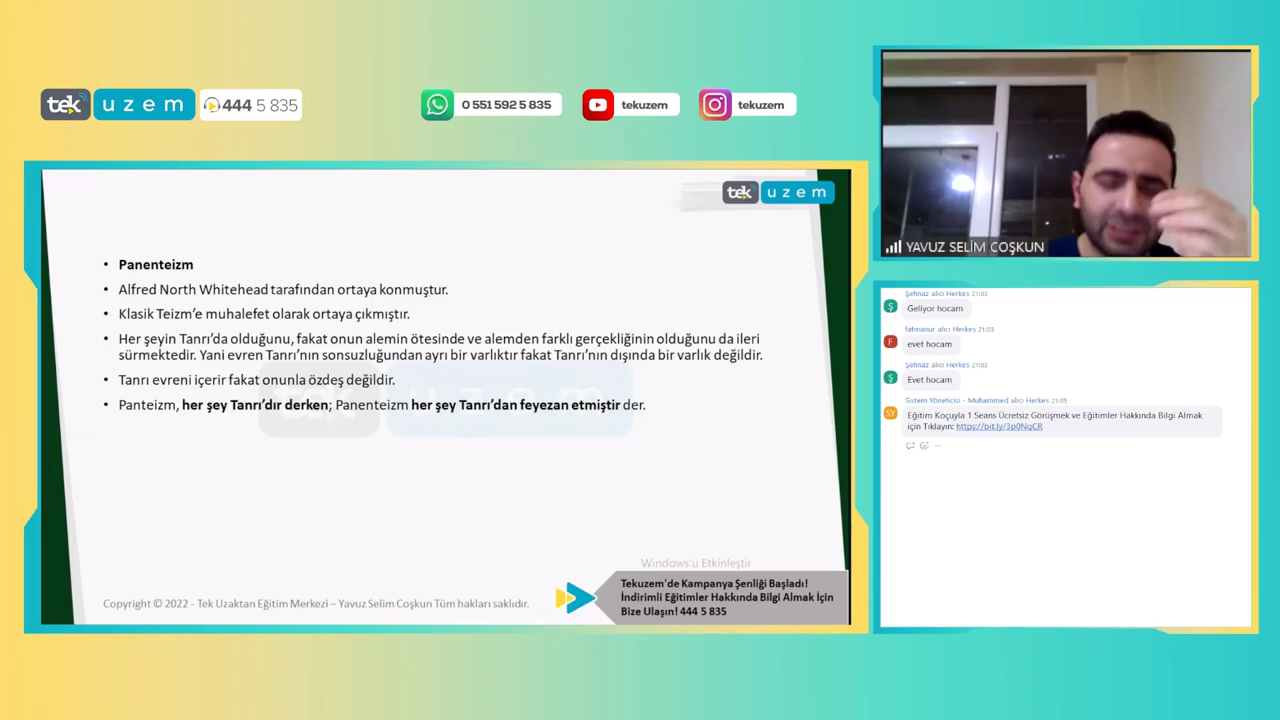 tek uzem 444 5 835
0 551 592 5 835
tekuzem
tekuzem
tek uzem
• Panenteizm
• Alfred North Whitehead tarafından ortaya konmuştur.
• Klasik Teizm'e muhalefet olarak ortaya çıkmıştır.
• Her şeyin Tanrı'da olduğunu, fakat onun alemin ötesinde ve alemden farklı gerçekliğinin olduğunu da ileri
sürmektedir. Yani evren Tanrı'nın sonsuzluğundan ayrı bir varlıktır fakat Tanrı'nın dışında bir varlık değildir.
• Tanrı evreni içerir fakat onunla özdeş değildir.
• Panteizm, her şey Tanrı'dır derken; Panenteizm her şey Tanrı'dan feyezan etmiştir der.
tek uzem
Windows'u Etkinleştir
Copyright © 2022 - Tek Uzaktan Eğitim Merkezi – Yavuz Selim Coşkun Tüm hakları saklıdır.
Tekuzem'de Kampanya Şenliği Başladı!
İndirimli Eğitimler Hakkında Bilgi Almak İçin
Bize Ulaşın! 444 5 835
YAVUZ SELİM COŞKUN
Şehnaz alıcı Herkes 21:03
Ş
Geliyor hocam
fatmanur alıcı Herkes 21:03
F
evet hocam
Şehnaz alıcı Herkes 21:03
Ş
Evet hocam
Sistem Yöneticisi - Muhammed alıcı Herkes 21:05
SY
Eğitim Koçuyla 1 Seans Ücretsiz Görüşmek ve Eğitimler Hakkında Bilgi Almak
için Tıklayın: https://bit.ly/3p0NqCR